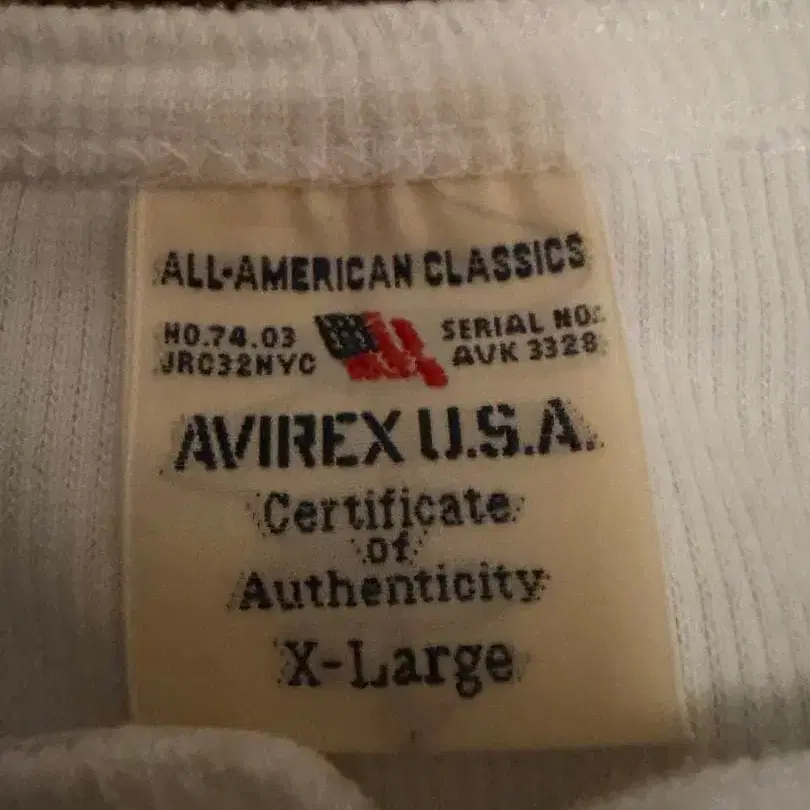 ALL-AMERICAN CLASSICS
NO.74.03 SERIAL NO.
JRC32NYC AVK 3328
AVIREX U.S.A.
Certificate
of
Authenticity
X-Large